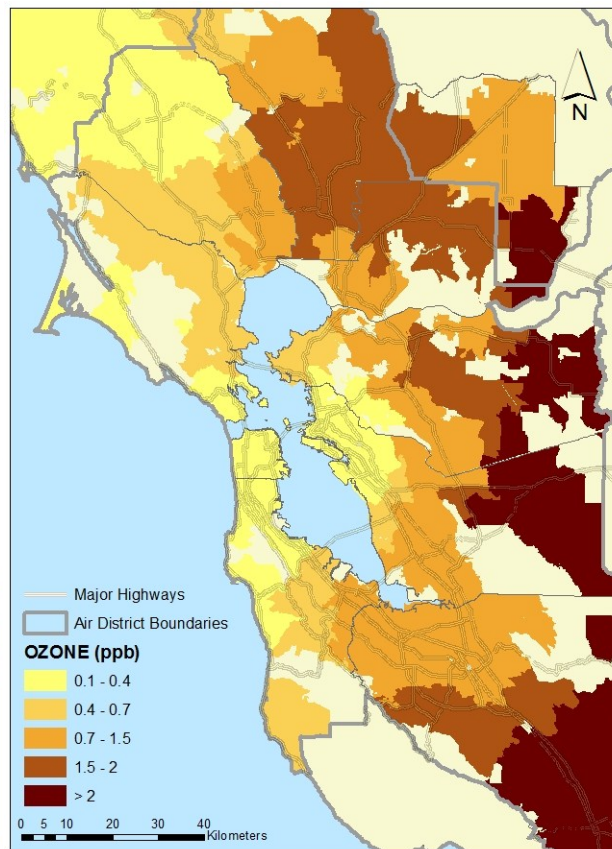 N
Major Highways
Air District Boundaries
OZONE (ppb)
0.1 - 0.4
0.4 - 0.7
0.7 - 1.5
1.5 - 2
> 2
0 5 10 20 30 40
Kilometers